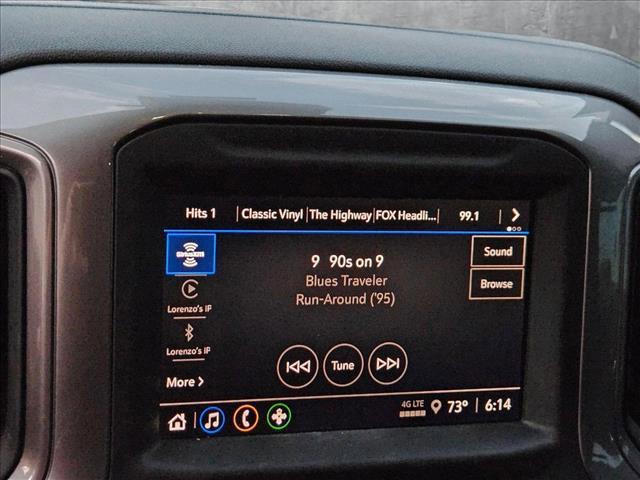 Hits 1 | Classic Vinyl | The Highway | FOX Headli... 99.1
SiriusXM
9 90s on 9
Sound
Blues Traveler
Browse
Run-Around ('95)
Lorenzo's iP
Lorenzo's iP
Tune
More
4G LTE
73° 6:14